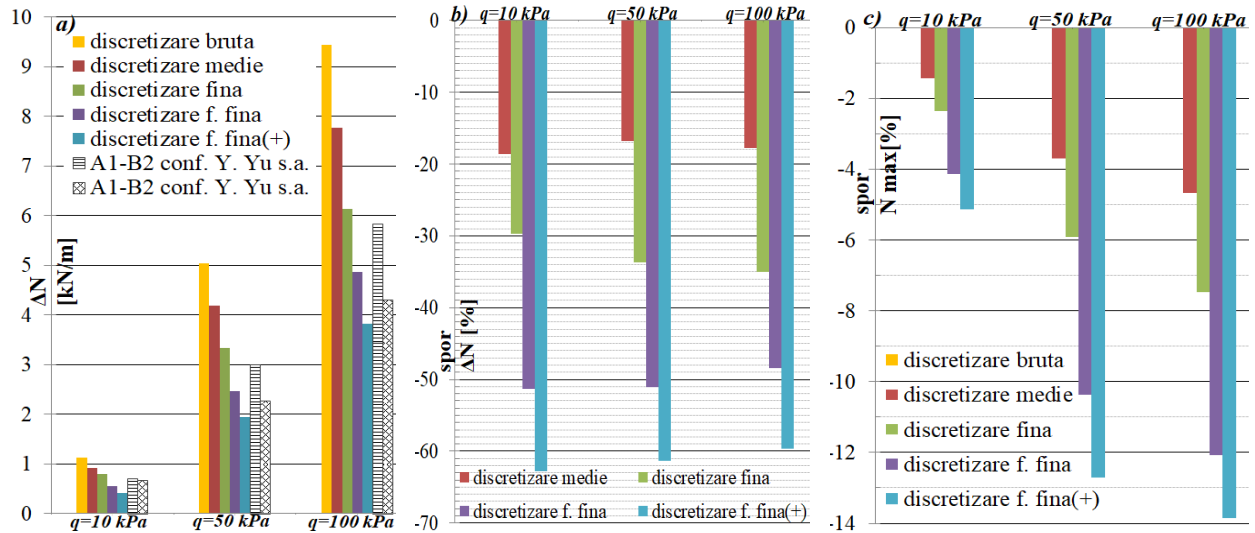 a)
discretizare bruta
discretizare medie
discretizare fina
discretizare f. fina
discretizare f. fina(+)
A1-B2 conf. Y. Yu s.a.
A1-B2 conf. Y. Yu s.a.
10
9
8
7
6
5
4
3
2
1
0
ΔN
[kN/m]
q=10 kPa
q=50 kPa
q=100 kPa
b)
q=10 kPa
q=50 kPa
q=100 kPa
0
-10
-20
-30
-40
-50
-60
-70
spor
ΔN [%]
discretizare medie
discretizare fina
discretizare f. fina
discretizare f. fina(+)
c)
q=10 kPa
q=50 kPa
q=100 kPa
0
-2
-4
-6
-8
-10
-12
-14
spor
N max[%]
discretizare bruta
discretizare medie
discretizare fina
discretizare f. fina
discretizare f. fina(+)